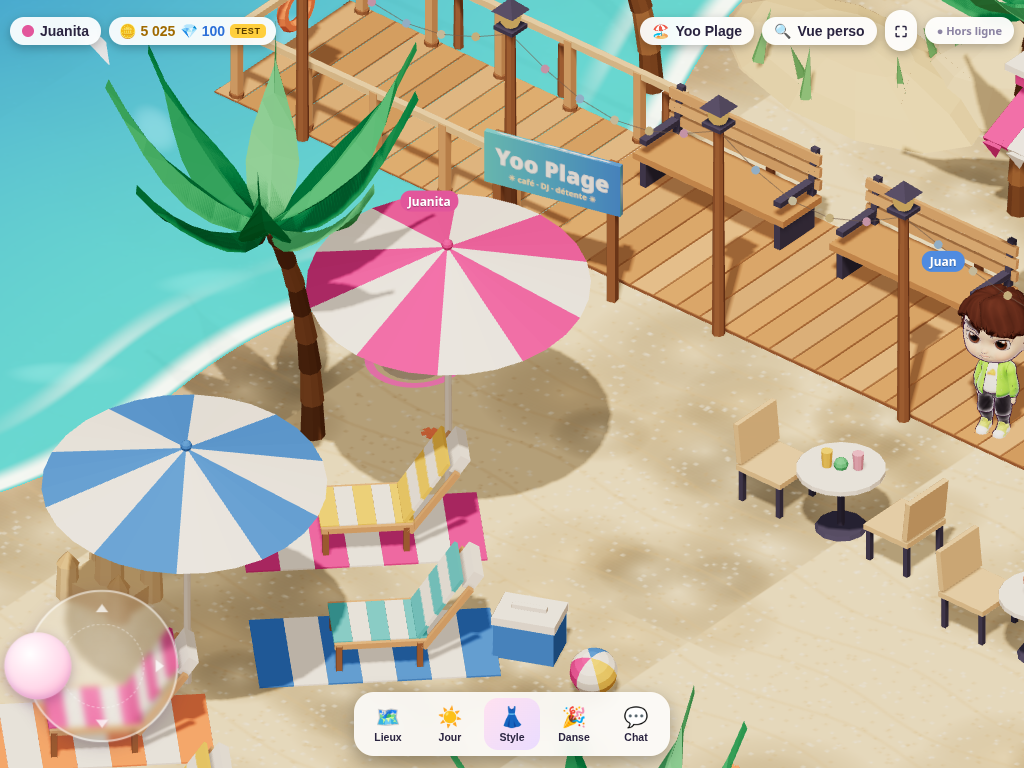 Juanita
5 025
100
TEST
Yoo Plage
Vue perso
● Hors ligne
Yoo Plage
café · DJ · détente
Juanita
Juan
Lieux
Jour
Style
Danse
Chat